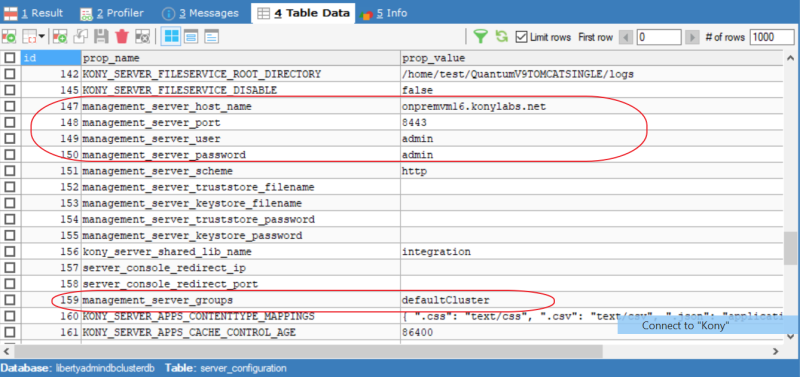 1 Result 2 Profiler 3 Messages 4 Table Data 5 Info
Limit rows First row 0 # of rows 1000
id prop_name prop_value
142 KONY_SERVER_FILESERVICE_ROOT_DIRECTORY /home/test/QuantumV9TOMCATSINGLE/logs
145 KONY_SERVER_FILESERVICE_DISABLE false
147 management_server_host_name onpremvm16.konylabs.net
148 management_server_port 8443
149 management_server_user admin
150 management_server_password admin
151 management_server_scheme http
152 management_server_truststore_filename
153 management_server_keystore_filename
154 management_server_truststore_password
155 management_server_keystore_password
156 kony_server_shared_lib_name integration
157 server_console_redirect_ip
158 server_console_redirect_port
159 management_server_groups defaultCluster
160 KONY_SERVER_APPS_CONTENTTYPE_MAPPINGS { ".css": "text/css", ".csv": "text/csv", ".json": "applicati
Connect to "Kony"
161 KONY_SERVER_APPS_CACHE_CONTROL_AGE 86400
Database: libertyadmindbclusterdb Table: server_configuration